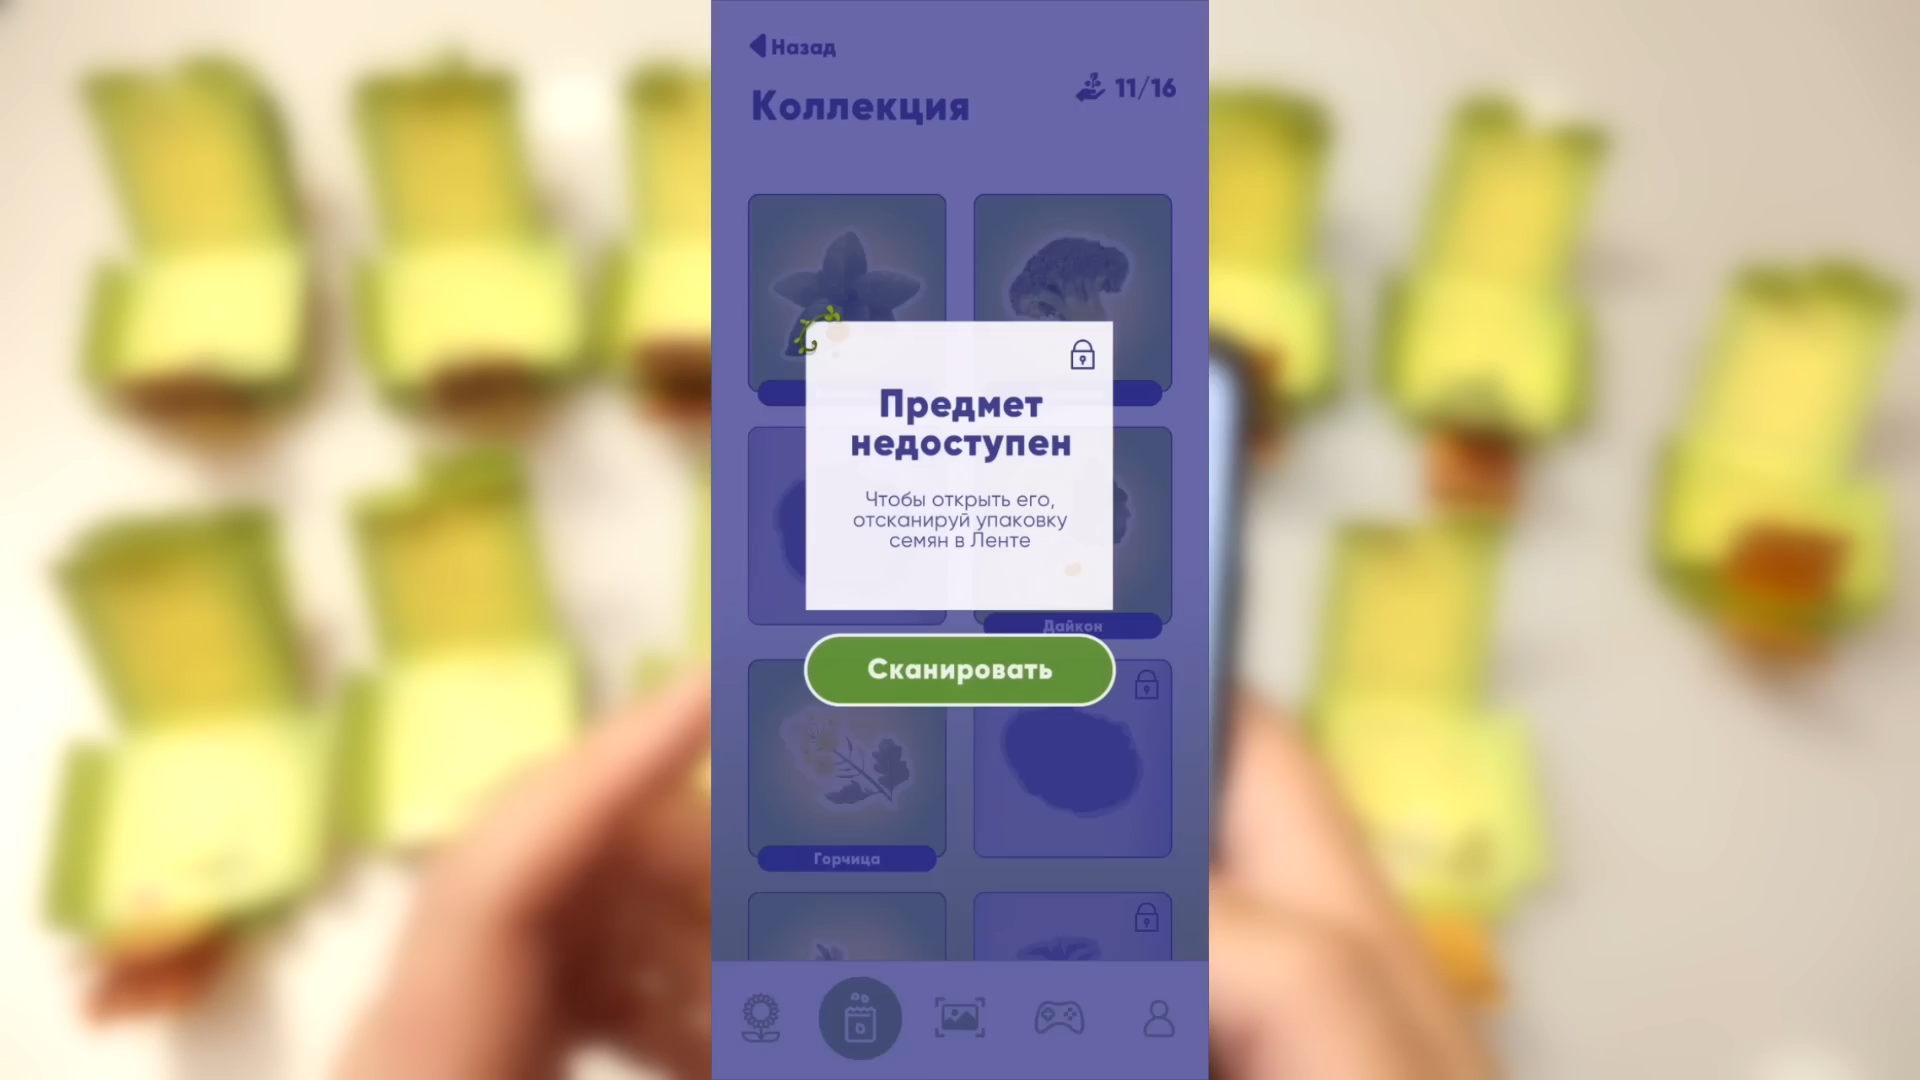 Назад
Коллекция
11/16
Предмет
недоступен
Чтобы открыть его,
отсканируй упаковку
семян в Ленте
Дайкон
Сканировать
Горчица